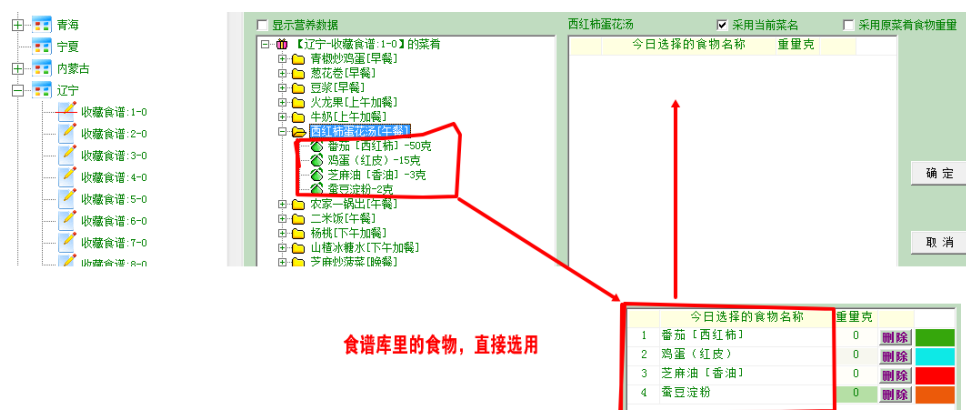 青海
宁夏
内蒙古
辽宁
收藏食谱:1-0
收藏食谱:2-0
收藏食谱:3-0
收藏食谱:4-0
收藏食谱:5-0
收藏食谱:6-0
收藏食谱:7-0
收藏食谱:8-0
显示营养数据
【辽宁-收藏食谱:1-0】的菜肴
青椒炒鸡蛋[早餐]
葱花卷[早餐]
豆浆[早餐]
火龙果[上午加餐]
牛奶[上午加餐]
西红柿蛋花汤[午餐]
番茄［西红柿］-50克
鸡蛋（红皮）-15克
芝麻油［香油］-3克
蚕豆淀粉-2克
农家一锅出[午餐]
二米饭[午餐]
杨桃[下午加餐]
山楂冰糖水[下午加餐]
芝麻炒菠菜[晚餐]
西红柿蛋花汤 采用当前菜名 采用原菜肴食物重量
今日选择的食物名称 重量克
确 定
取 消
食谱库里的食物，直接选用
今日选择的食物名称 重量克
1 番茄［西红柿］ 0 删除
2 鸡蛋（红皮） 0 删除
3 芝麻油［香油］ 0 删除
4 蚕豆淀粉 0 删除